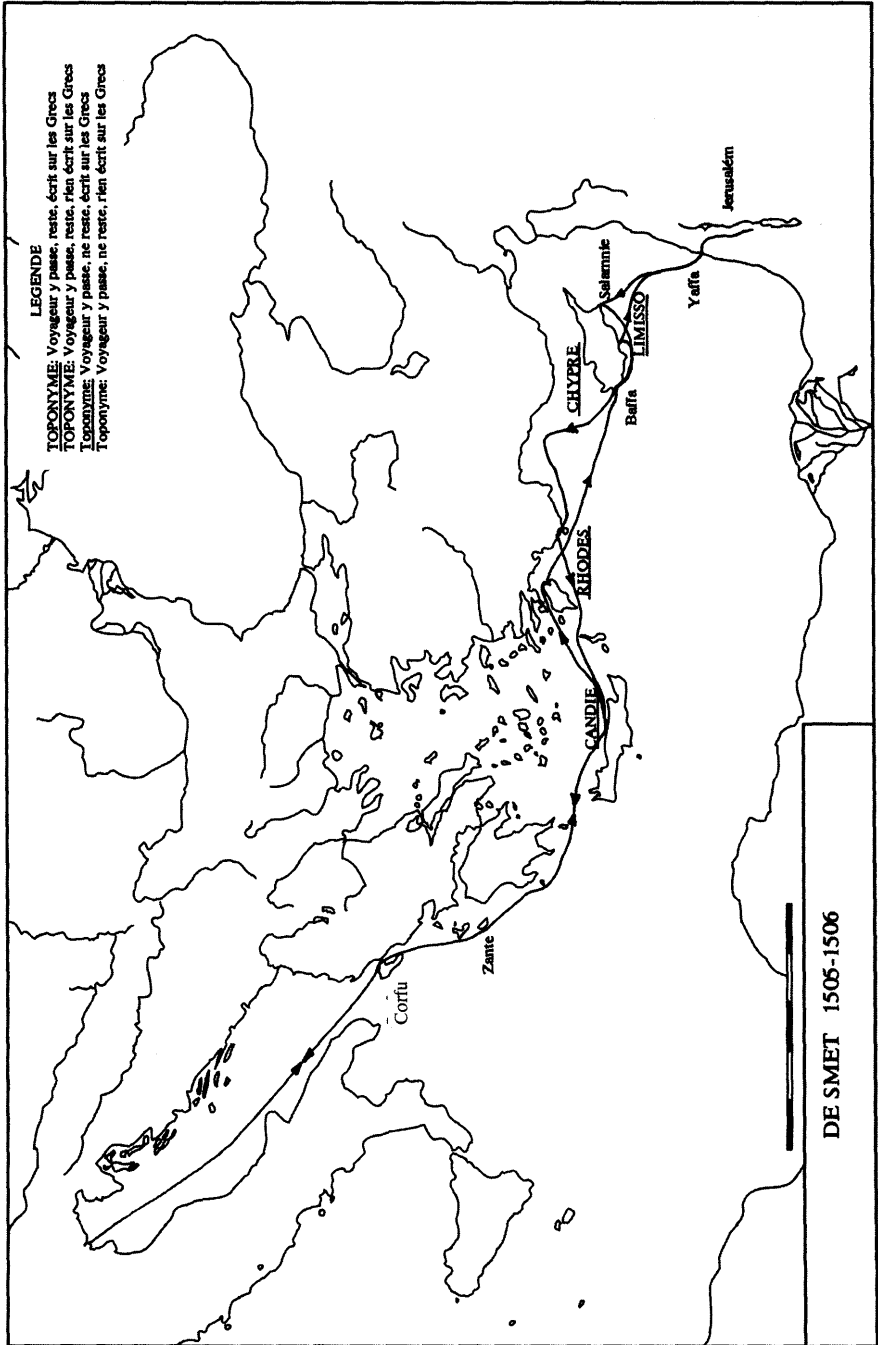 LEGENDE
TOPONYME: Voyageur y passe, reste, écrit sur les Grecs
TOPONYME: Voyageur y passe, reste, rien écrit sur les Grecs
Toponyme: Voyageur y passe, ne reste, écrit sur les Grecs
Toponyme: Voyageur y passe, ne reste, rien écrit sur les Grecs
Corfu
Zante
CANDIE
RHODES
CHYPRE
Baffa
LIMISSO
Salamnie
Yaffa
Jerusalém
DE SMET 1505-1506